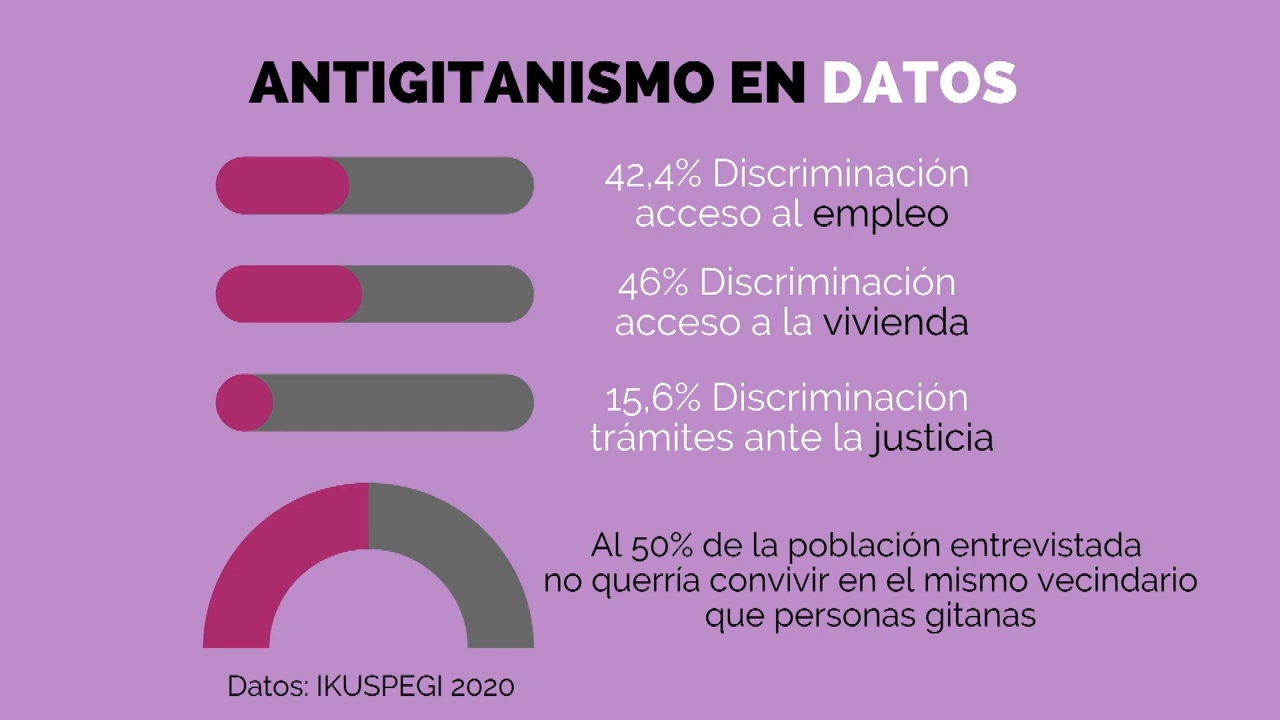 ANTIGITANISMO EN DATOS
42,4% Discriminación
acceso al empleo
46% Discriminación
acceso a la vivienda
15,6% Discriminación
trámites ante la justicia
Al 50% de la población entrevistada
no querría convivir en el mismo vecindario
que personas gitanas
Datos: IKUSPEGI 2020